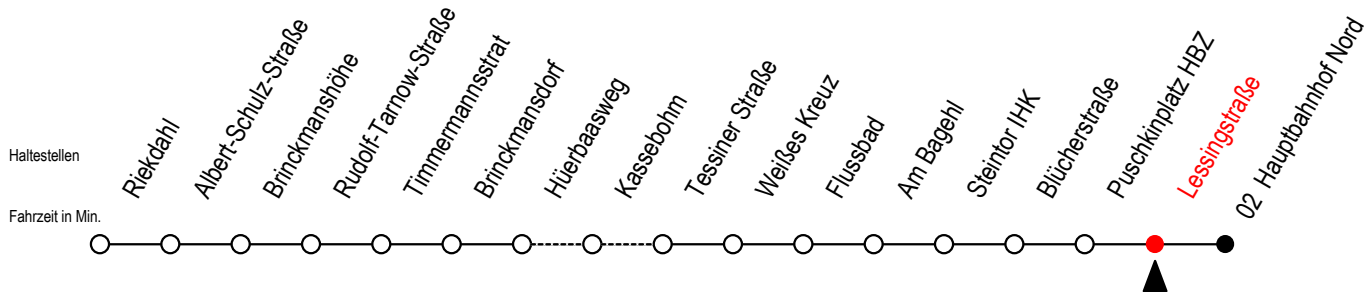 Haltestellen
Riekdahl
Albert-Schulz-Straße
Brinckmanshöhe
Rudolf-Tarnow-Straße
Timmermannsstrat
Brinckmansdorf
Hüerbaasweg
Kassebohm
Tessiner Straße
Weißes Kreuz
Flussbad
Am Bagehl
Steintor IHK
Blücherstraße
Puschkinplatz HBZ
Lessingstraße
02 Hauptbahnhof Nord
Fahrzeit in Min.